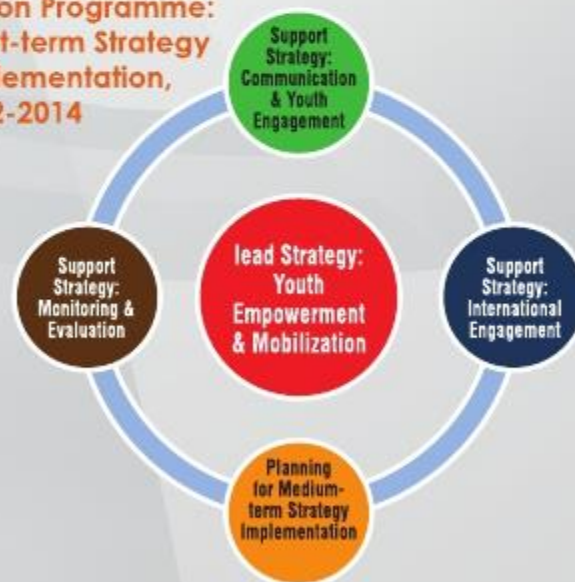 on Programme:
t-term Strategy
lementation,
2-2014
Support
Strategy:
Communication
& Youth
Engagement
Support
Strategy:
Monitoring &
Evaluation
lead Strategy:
Youth
Empowerment
& Mobilization
Support
Strategy:
International
Engagement
Planning
for Medium-
term Strategy
Implementation